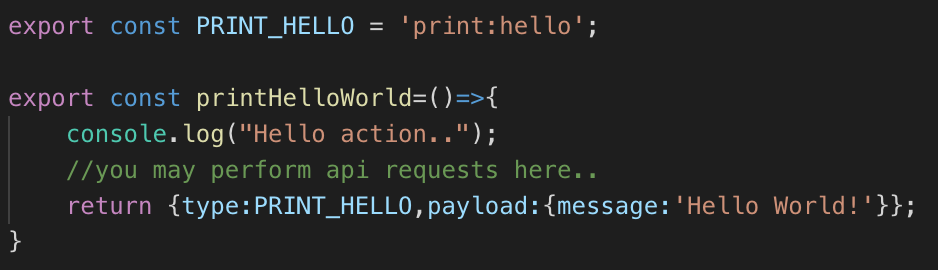 export const PRINT_HELLO = 'print:hello';
export const printHelloWorld=()=>{
console.log("Hello action..");
//you may perform api requests here..
return {type:PRINT_HELLO,payload:{message:'Hello World!'}};
}